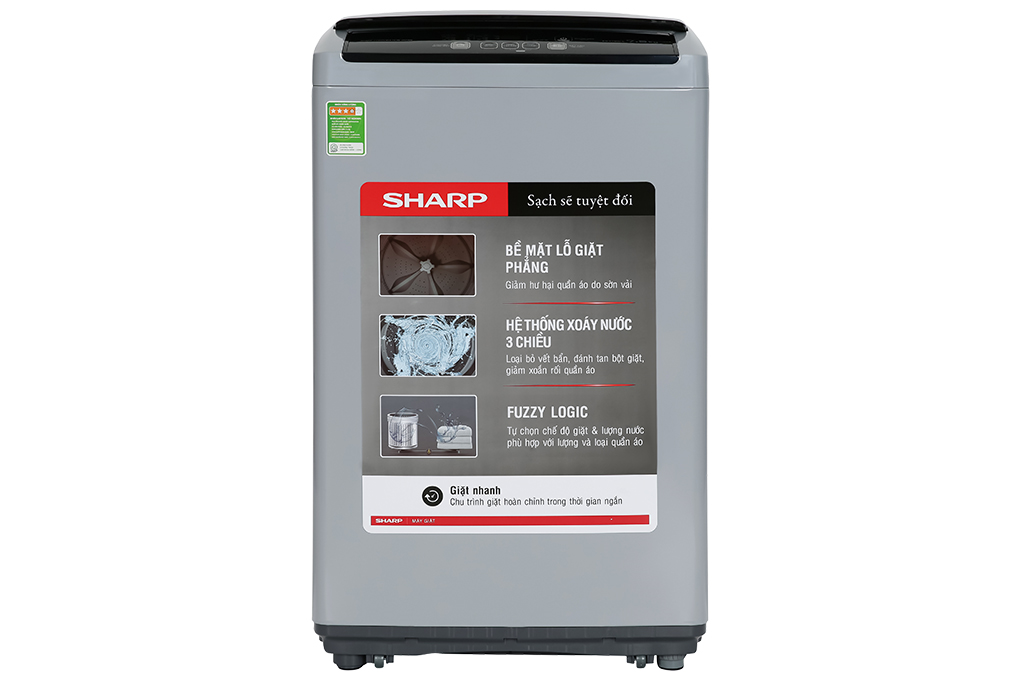 SHARP
Sạch sẽ tuyệt đối
BỀ MẶT LỖ GIẶT
PHẲNG
Giảm hư hại quần áo do sờn vải
HỆ THỐNG XOÁY NƯỚC
3 CHIỀU
Loại bỏ vết bẩn, đánh tan bột giặt,
giảm xoắn rối quần áo
FUZZY LOGIC
Tự chọn chế độ giặt & lượng nước
phù hợp với lượng và loại quần áo
Giặt nhanh
Chu trình giặt hoàn chỉnh trong thời gian ngắn
SHARP | MÁY GIẶT